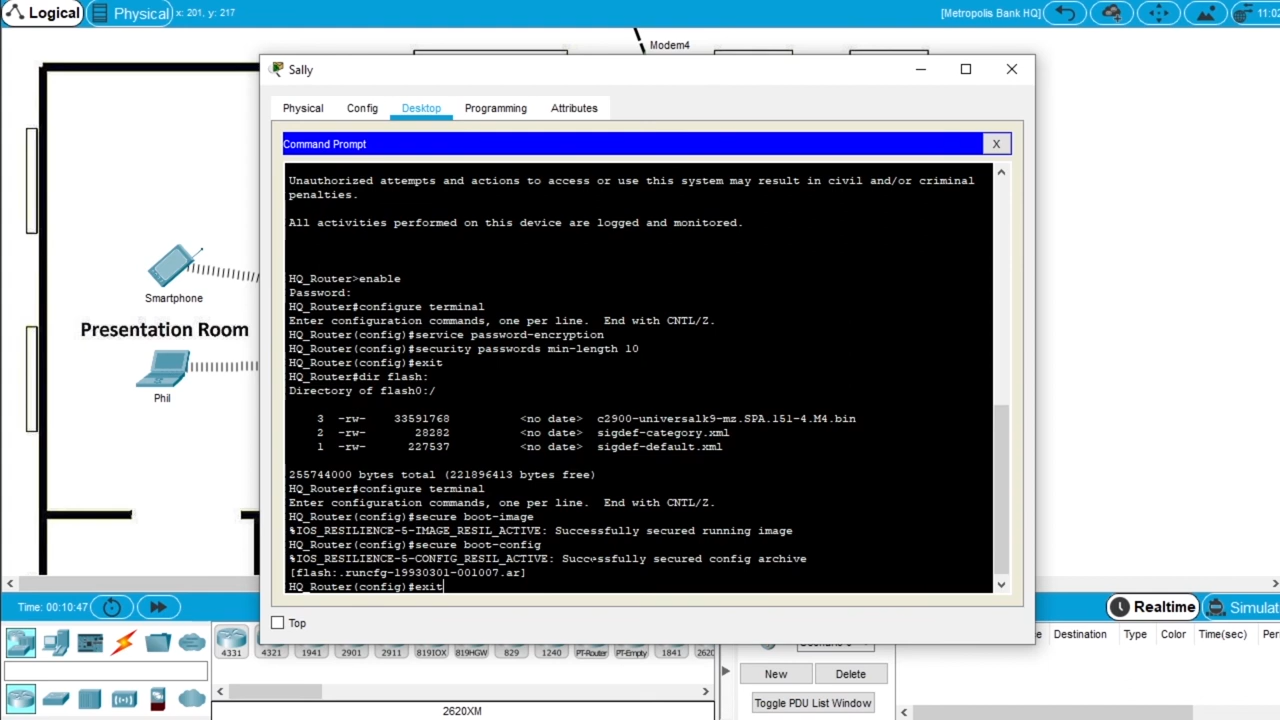 Logical
Physical
x: 201, y: 217
[Metropolis Bank HQ]
Modem4
Sally
Physical
Config
Desktop
Programming
Attributes
Command Prompt
X
Unauthorized attempts and actions to access or use this system may result in civil and/or criminal
penalties.
All activities performed on this device are logged and monitored.
HQ_Router>enable
Password:
HQ_Router#configure terminal
Enter configuration commands, one per line.  End with CNTL/Z.
HQ_Router(config)#service password-encryption
HQ_Router(config)#security passwords min-length 10
HQ_Router(config)#exit
HQ_Router#dir flash:
Directory of flash0:/
3  -rw-    33591768          <no date>  c2900-universalk9-mz.SPA.151-4.M4.bin
2  -rw-       28282          <no date>  sigdef-category.xml
1  -rw-      227537          <no date>  sigdef-default.xml
255744000 bytes total (221896413 bytes free)
HQ_Router#configure terminal
Enter configuration commands, one per line.  End with CNTL/Z.
HQ_Router(config)#secure boot-image
%IOS_RESILIENCE-5-IMAGE_RESIL_ACTIVE: Successfully secured running image
HQ_Router(config)#secure boot-config
%IOS_RESILIENCE-5-CONFIG_RESIL_ACTIVE: Successfully secured config archive
[flash:.runcfg-19930301-001007.ar]
HQ_Router(config)#exit
Top
Smartphone
Presentation Room
Phil
Time: 00:10:47
Realtime
4331
4321
1941
2901
2911
819IOX
819HGW
829
1240
PT-Router
PT-Empty
1841
2620XM
Destination
Type
Color
Time(sec)
New
Delete
Toggle PDU List Window